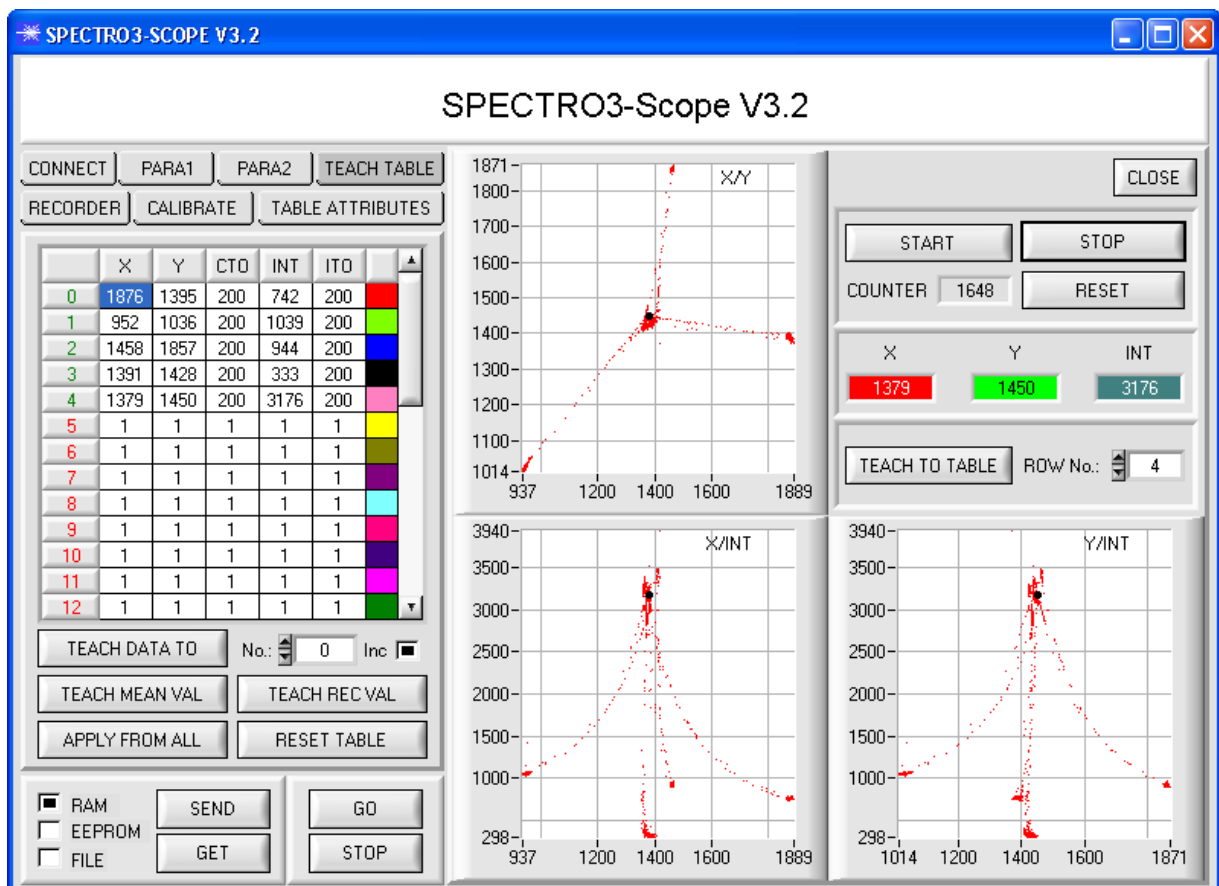 SPECTRO3-SCOPE V3.2
SPECTRO3-Scope V3.2
CONNECT PARA1 PARA2 TEACH TABLE
RECORDER CALIBRATE TABLE ATTRIBUTES
X Y CTO INT ITO
0 1876 1395 200 742 200
1 952 1036 200 1039 200
2 1458 1857 200 944 200
3 1391 1428 200 333 200
4 1379 1450 200 3176 200
5 1 1 1 1 1
6 1 1 1 1 1
7 1 1 1 1 1
8 1 1 1 1 1
9 1 1 1 1 1
10 1 1 1 1 1
11 1 1 1 1 1
12 1 1 1 1 1
TEACH DATA TO No.: 0 Inc
TEACH MEAN VAL TEACH REC VAL
APPLY FROM ALL RESET TABLE
RAM
EEPROM
FILE
SEND
GET
GO
STOP
X/Y
1871
1800
1700
1600
1500
1400
1300
1200
1100
1014
937 1200 1400 1600 1889
CLOSE
START STOP
COUNTER 1648 RESET
X Y INT
1379 1450 3176
TEACH TO TABLE ROW No.: 4
X/INT
3940
3500
3000
2500
2000
1500
1000
298
937 1200 1400 1600 1889
Y/INT
3940
3500
3000
2500
2000
1500
1000
298
1014 1200 1400 1600 1871